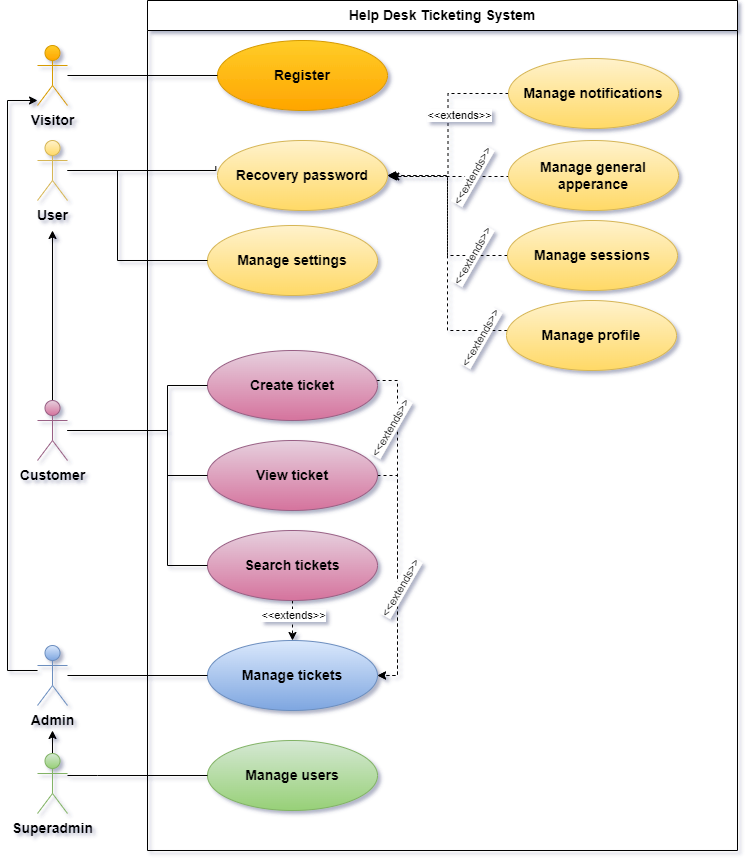 Help Desk Ticketing System
Register
Visitor
Manage notifications
<<extends>>
User
Recovery password
<<extends>>
Manage general
apperance
Manage settings
<<extends>>
Manage sessions
<<extends>>
Manage profile
Create ticket
<<extends>>
Customer
View ticket
Search tickets
<<extends>>
<<extends>>
Admin
Manage tickets
Superadmin
Manage users